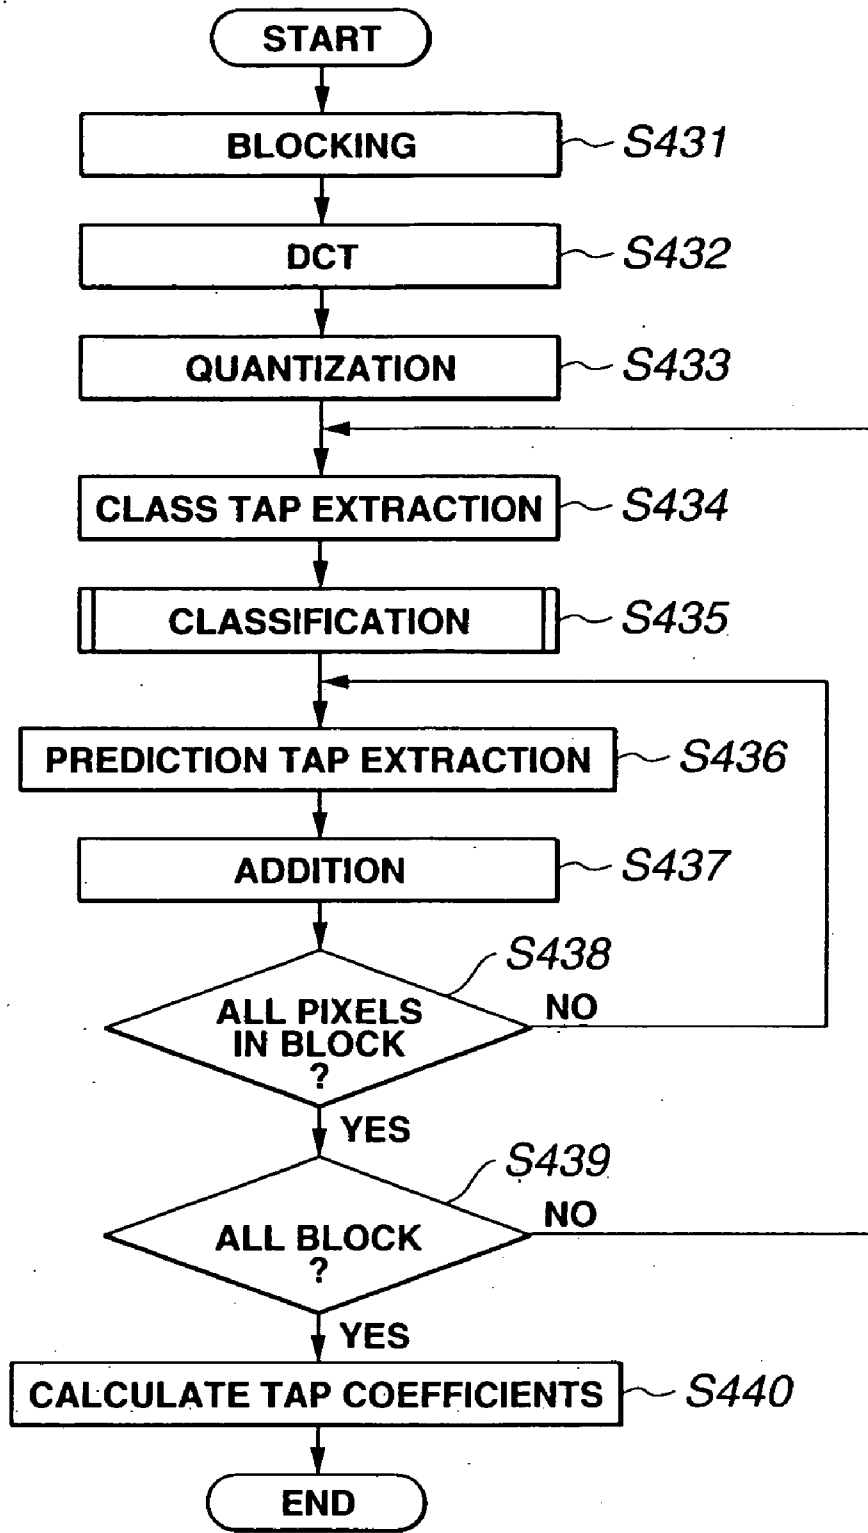 START
BLOCKING
S431
DCT
S432
QUANTIZATION
S433
CLASS TAP EXTRACTION
S434
CLASSIFICATION
S435
PREDICTION TAP EXTRACTION
S436
ADDITION
S437
S438
ALL PIXELS
IN BLOCK
?
NO
YES
S439
ALL BLOCK
?
NO
YES
CALCULATE TAP COEFFICIENTS
S440
END